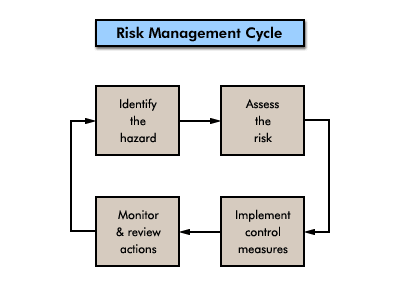 Risk Management Cycle
Identify
the
hazard
Assess
the
risk
Implement
control
measures
Monitor
& review
actions